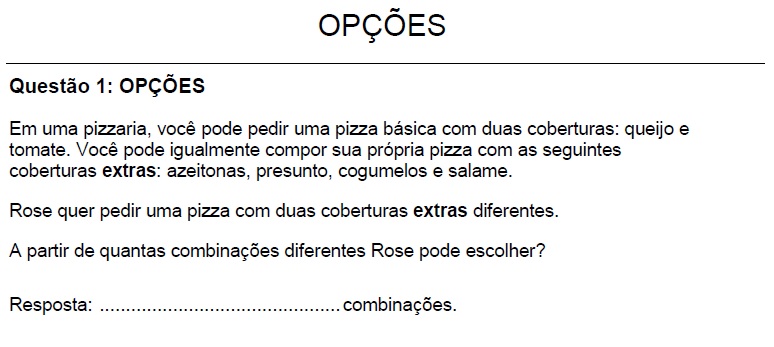 OPÇÕES
Questão 1: OPÇÕES
Em uma pizzaria, você pode pedir uma pizza básica com duas coberturas: queijo e
tomate. Você pode igualmente compor sua própria pizza com as seguintes
coberturas extras: azeitonas, presunto, cogumelos e salame.
Rose quer pedir uma pizza com duas coberturas extras diferentes.
A partir de quantas combinações diferentes Rose pode escolher?
Resposta: ..............................................combinações.